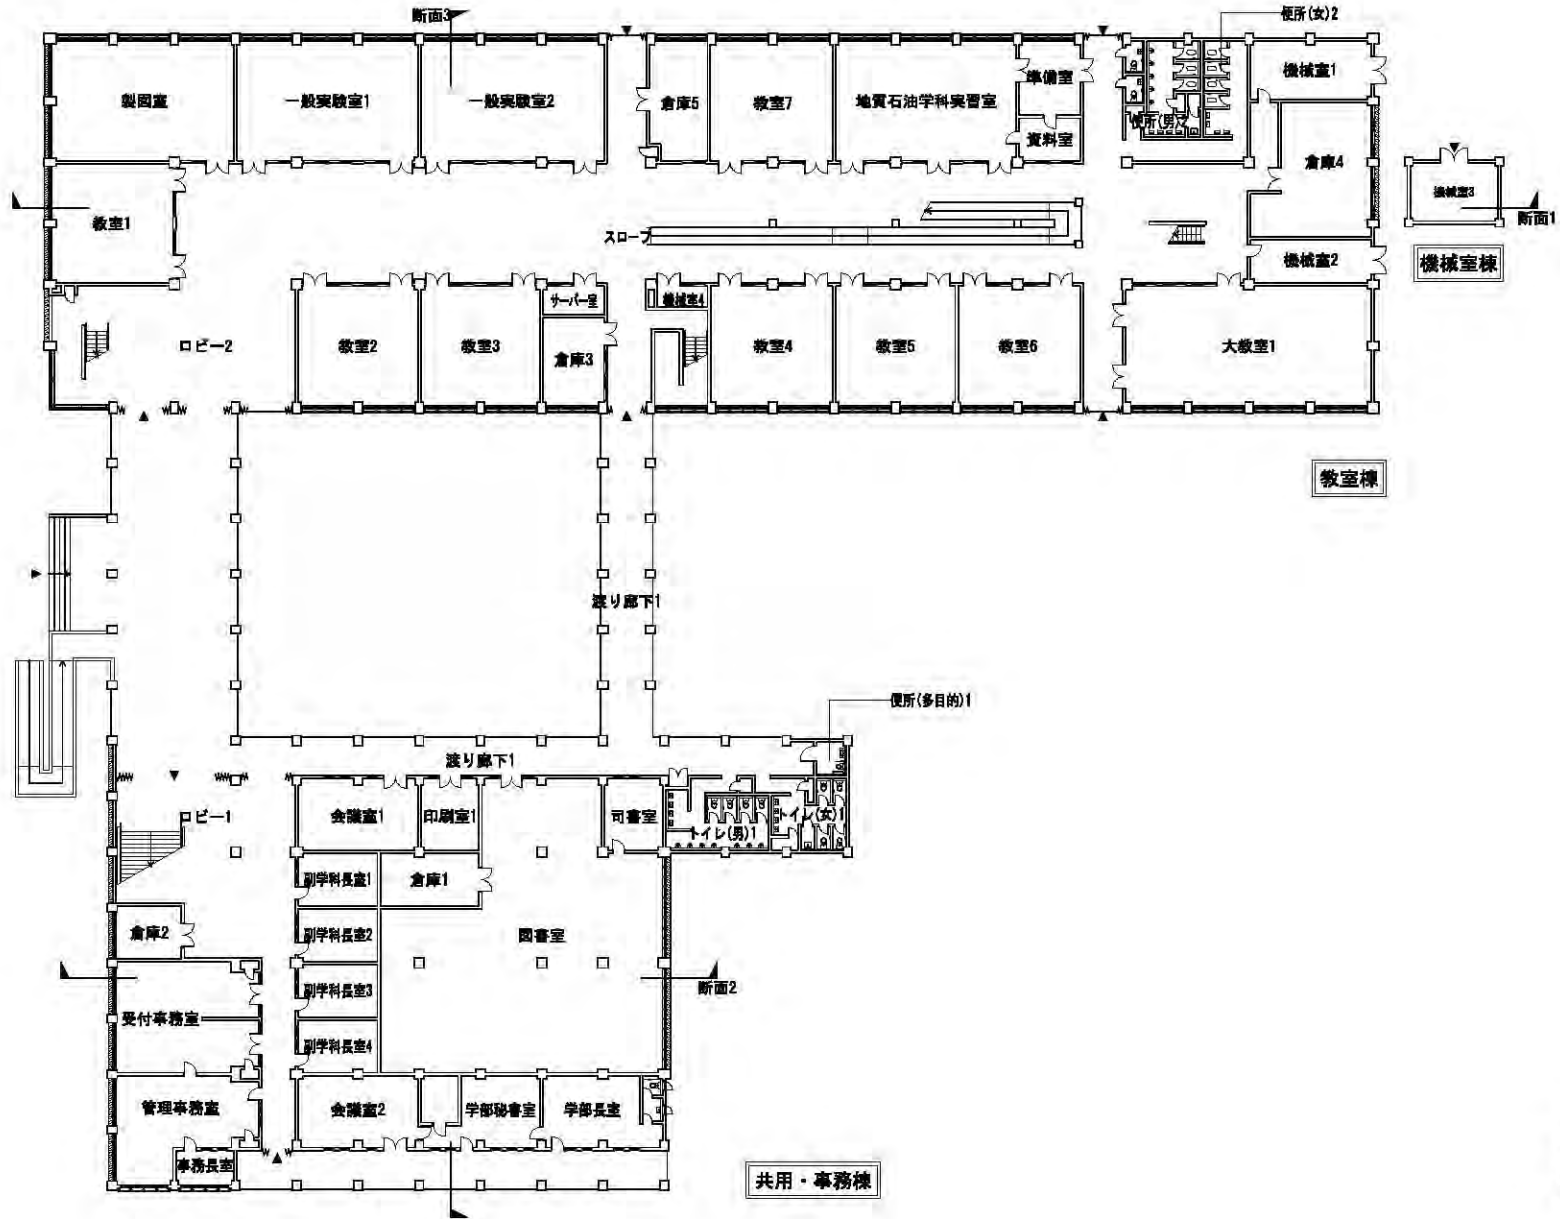 断面3
便所(女)2
製図室
一般実験室1
一般実験室2
倉庫5
教室7
地質石油学科実習室
準備室
資料室
便所(男)2
機械室1
倉庫4
機械室3
断面1
機械室棟
教室1
スロープ
機械室2
サーバー室
機械室4
ロビー2
教室2
教室3
倉庫3
教室4
教室5
教室6
大教室1
教室棟
渡り廊下1
便所(多目的)1
渡り廊下1
ロビー1
会議室1
印刷室1
司書室
トイレ(男)1
トイレ(女)1
副学科長室1
倉庫1
倉庫2
副学科長室2
図書室
断面2
副学科長室3
受付事務室
副学科長室4
管理事務室
会議室2
学部秘書室
学部長室
事務長室
共用・事務棟